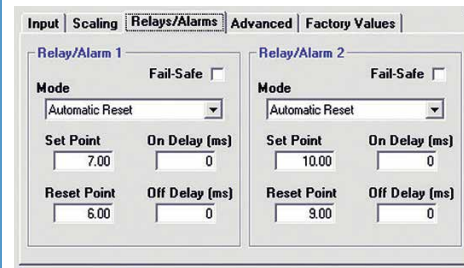 Input Scaling Relays/Alarms Advanced Factory Values
Relay/Alarm 1
Fail-Safe
Mode
Automatic Reset
Set Point On Delay (ms)
7.00 0
Reset Point Off Delay (ms)
6.00 0
Relay/Alarm 2
Fail-Safe
Mode
Automatic Reset
Set Point On Delay (ms)
10.00 0
Reset Point Off Delay (ms)
9.00 0